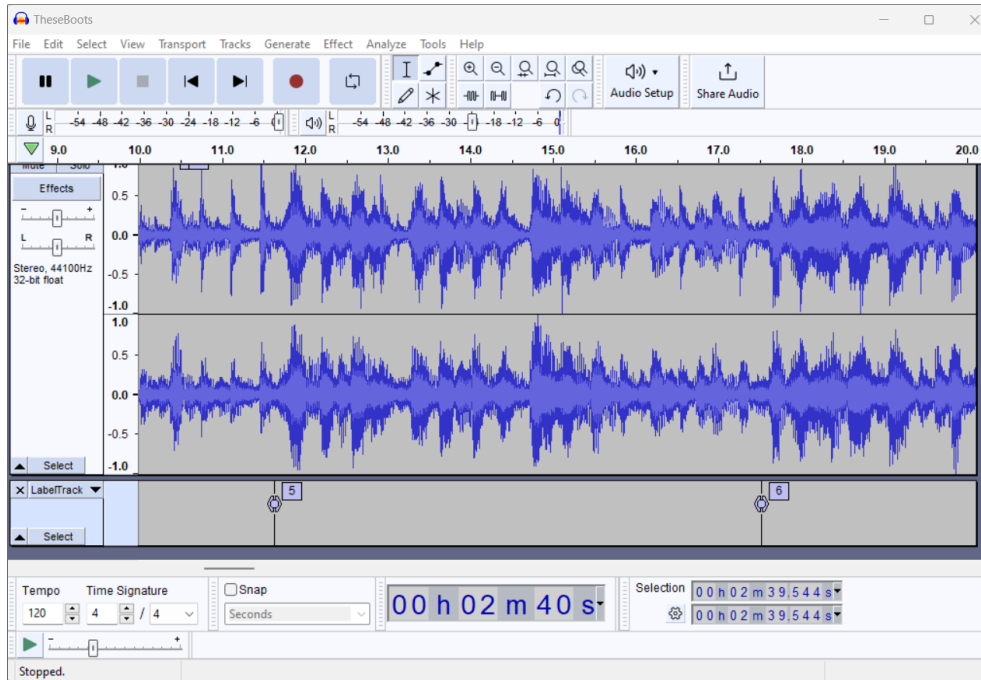 TheseBoots
File Edit Select View Transport Tracks Generate Effect Analyze Tools Help
Audio Setup Share Audio
L R -54 -48 -42 -36 -30 -24 -18 -12 -6 L R -54 -48 -42 -36 -30 -18 -12 -6 0
9.0 10.0 11.0 12.0 13.0 14.0 15.0 16.0 17.0 18.0 19.0 20.0
Mute Solo 1.0
Effects
- +
0.5
L R
0.0
Stereo, 44100Hz
32-bit float
-0.5
-1.0
1.0
0.5
0.0
-0.5
Select -1.0
LabelTrack 5 6
Select
Tempo Time Signature Snap
120 4 / 4 Seconds
00 h 02 m 40 s
Selection 00 h 02 m 39.544 s
00 h 02 m 39.544 s
- +
Stopped.